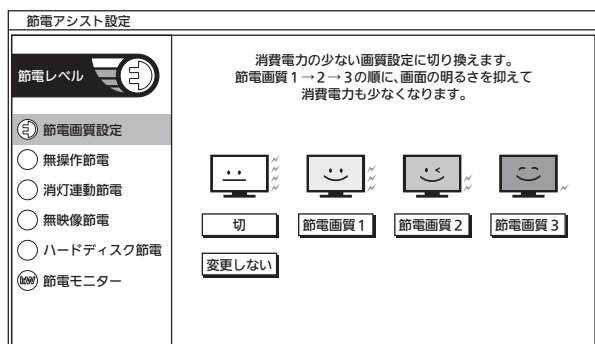 節電アシスト設定
節電レベル
消費電力の少ない画質設定に切り換えます。
節電画質1→2→3の順に、画面の明るさを抑えて
消費電力も少なくなります。
節電画質設定
無操作節電
消灯連動節電
無映像節電
ハードディスク節電
節電モニター
切
節電画質1
節電画質2
節電画質3
変更しない